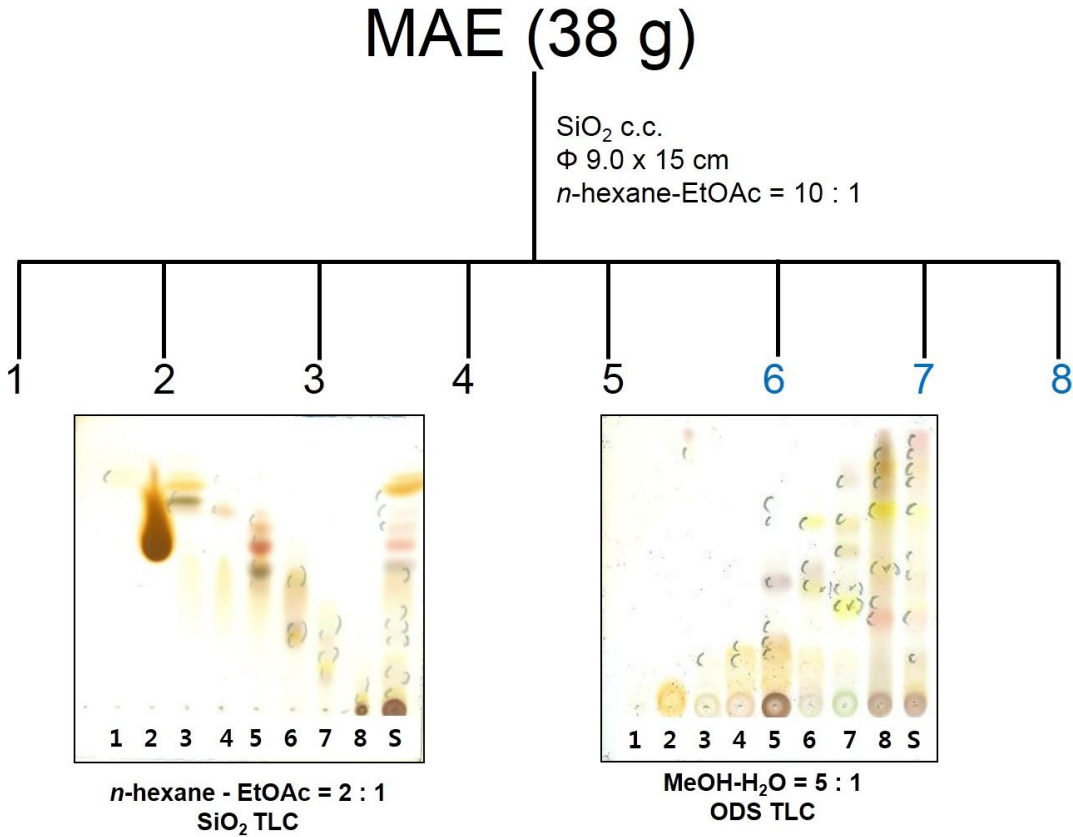 MAE (38 g)
SiO₂ c.c.
Φ 9.0 x 15 cm
n-hexane-EtOAc = 10 : 1
1 2 3 4 5 6 7 8
1 2 3 4 5 6 7 8 S
n-hexane - EtOAc = 2 : 1
SiO₂ TLC
1 2 3 4 5 6 7 8 S
MeOH-H₂O = 5 : 1
ODS TLC